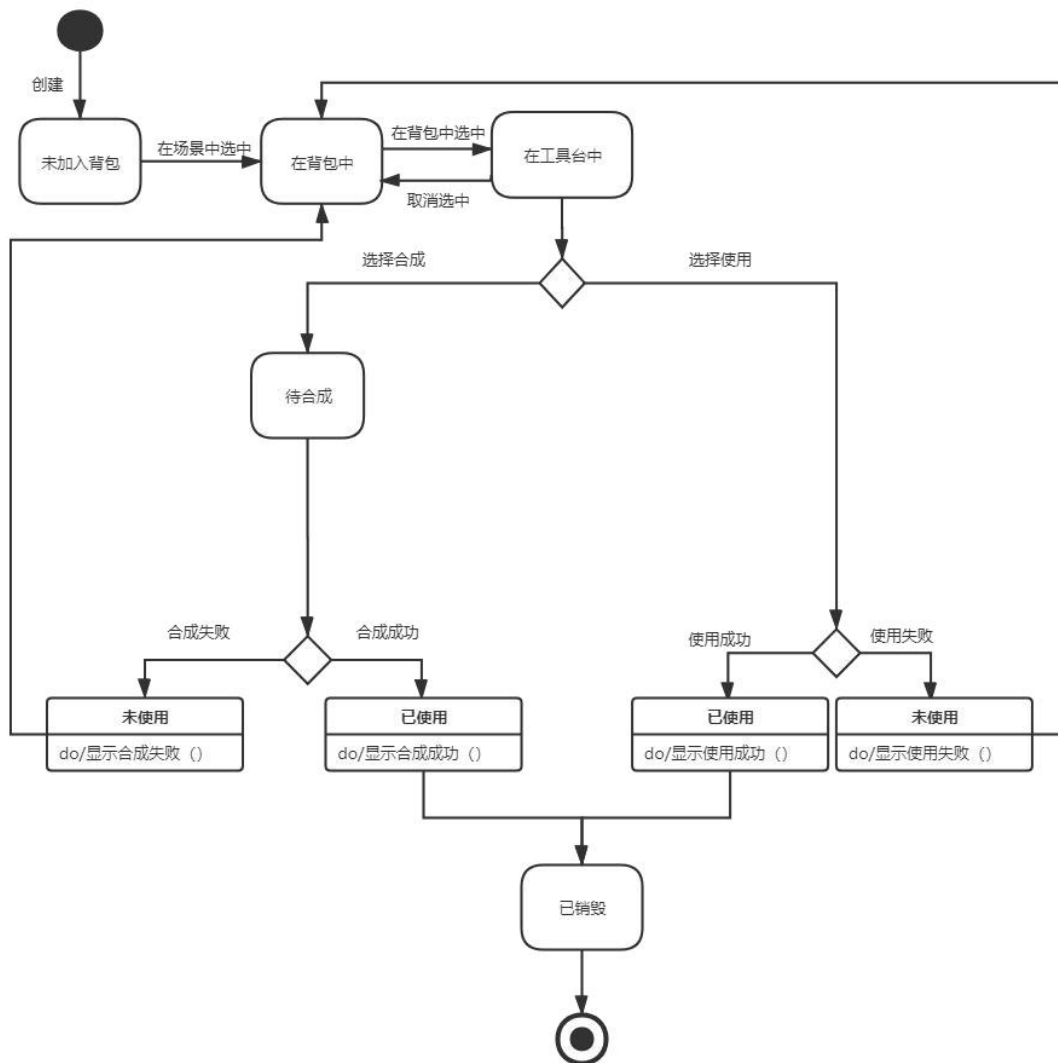 创建
未加入背包
在场景中选中
在背包中
在背包中选中
取消选中
在工具台中
选择合成
选择使用
待合成
合成失败
合成成功
使用成功
使用失败
未使用
do/显示合成失败（）
已使用
do/显示合成成功（）
已使用
do/显示使用成功（）
未使用
do/显示使用失败（）
已销毁